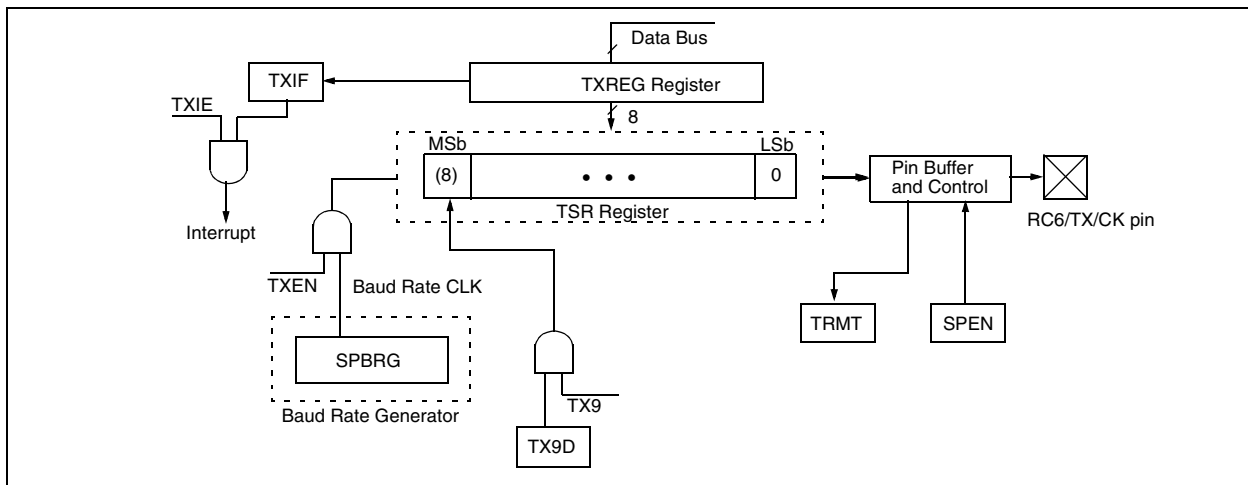 Data Bus
TXIF
TXREG Register
TXIE
8
MSb
LSb
(8)
• • •
0
Pin Buffer
and Control
TSR Register
RC6/TX/CK pin
Interrupt
TXEN
Baud Rate CLK
TRMT
SPEN
SPBRG
TX9
Baud Rate Generator
TX9D